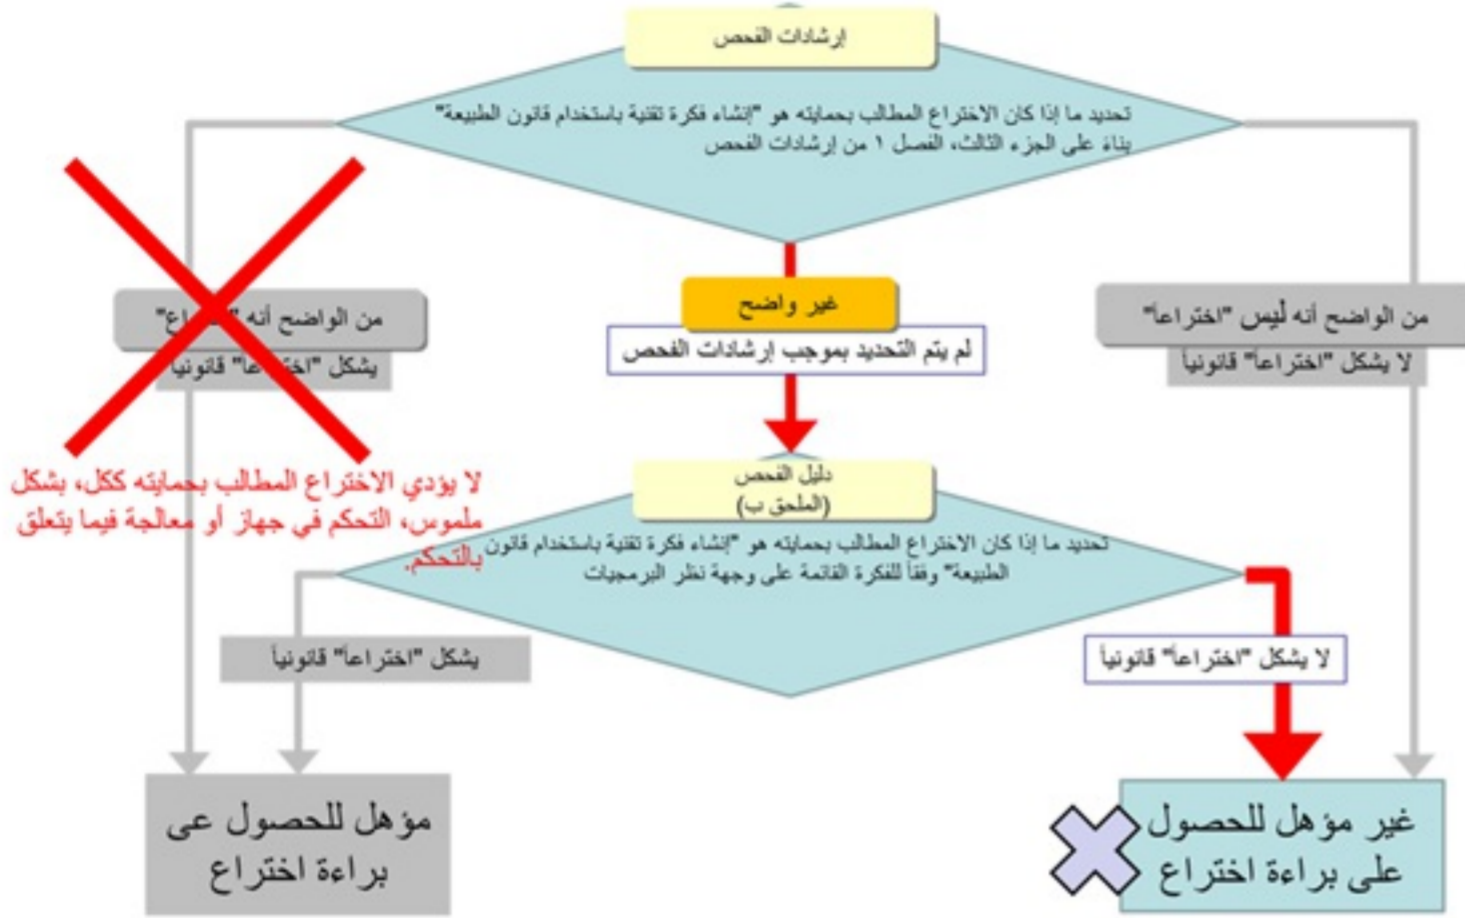 إرشادات الفحص
تحديد ما إذا كان الاختراع المطالب بحمايته هو "إنشاء فكرة تقنية باستخدام قانون الطبيعة"
بناءً على الجزء الثالث، الفصل ١ من إرشادات الفحص
من الواضح أنه ليس "اختراعاً"
لا يشكل "اختراعاً" قانونياً
غير واضح
لم يتم التحديد بموجب إرشادات الفحص
من الواضح أنه
يشكل "اختراعاً" قانونياً
لا يؤدي الاختراع المطالب بحمايته ككل، بشكل
ملموس، التحكم في جهاز أو معالجة فيما يتعلق
بالتحكم.
دليل الفحص
(الملحق ب)
تحديد ما إذا كان الاختراع المطالب بحمايته هو "إنشاء فكرة تقنية باستخدام قانون
الطبيعة" وفقاً للفكرة القائمة على وجهة نظر البرمجيات
لا يشكل "اختراعاً" قانونياً
يشكل "اختراعاً" قانونياً
غير مؤهل للحصول
على براءة اختراع
مؤهل للحصول عى
براءة اختراع